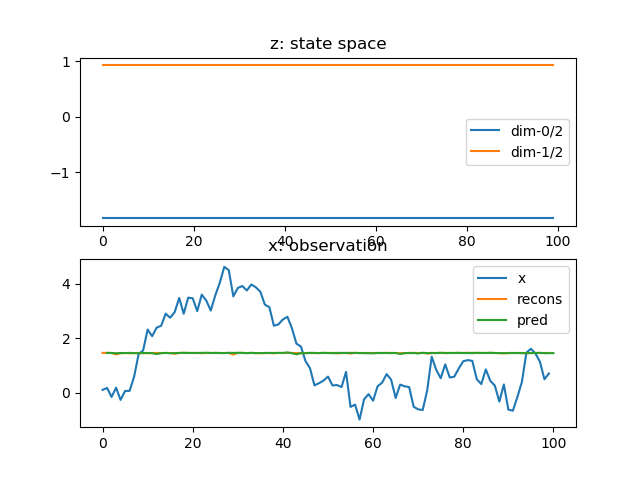 z: state space
1
0
−1
dim-0/2
dim-1/2
0 20 40 60 80 100
x: observation
4
2
0
x
recons
pred
0 20 40 60 80 100